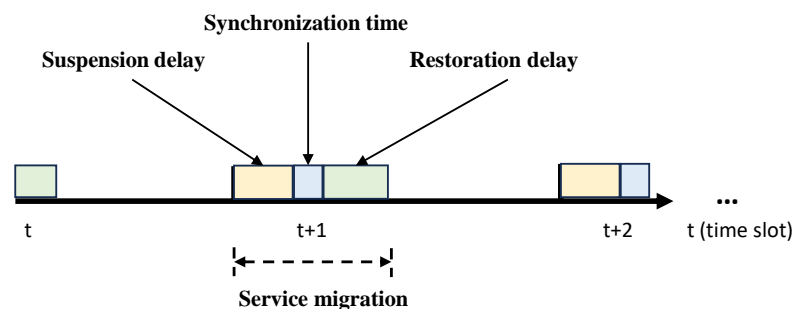 Synchronization time
Suspension delay
Restoration delay
t
t+1
t+2
...
t (time slot)
Service migration